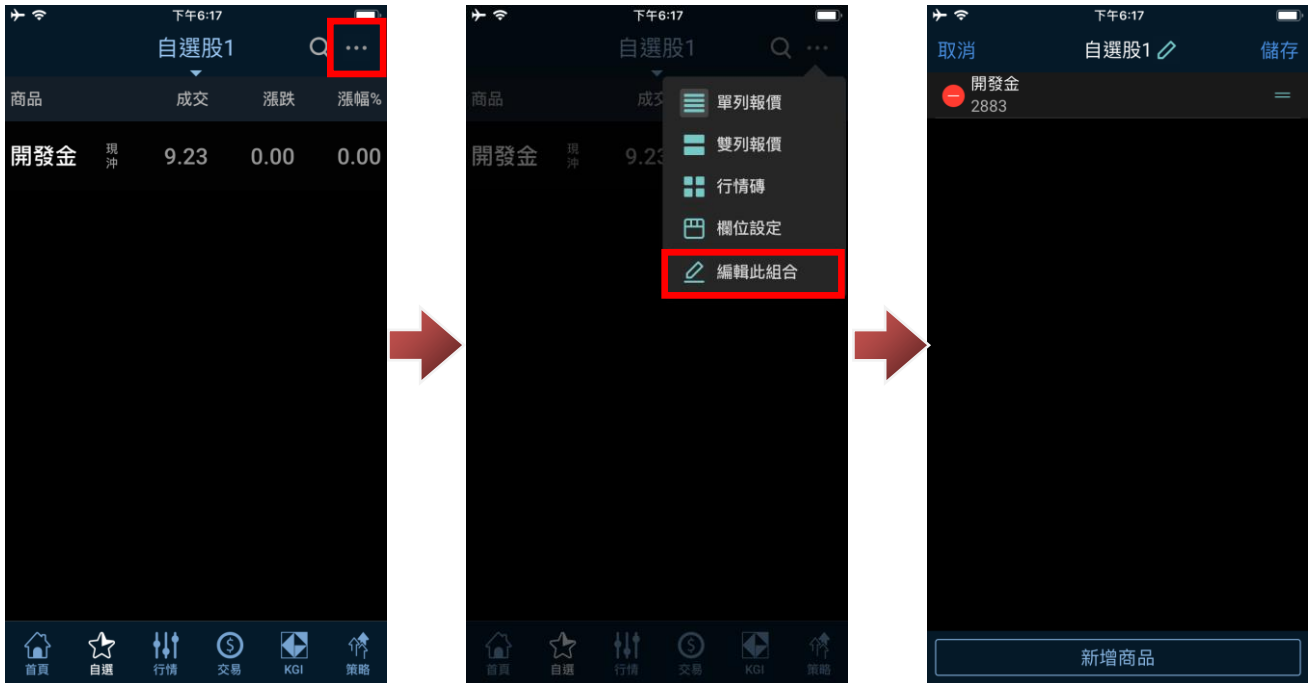 下午6:17
自選股1
商品 成交 漲跌 漲幅%
開發金 現沖 9.23 0.00 0.00
首頁 自選 行情 交易 KGI 策略
下午6:17
自選股1
商品 成交
開發金 現沖 9.23
單列報價
雙列報價
行情磚
欄位設定
編輯此組合
首頁 自選 行情 交易 KGI 策略
下午6:17
取消 自選股1 儲存
開發金
2883
新增商品